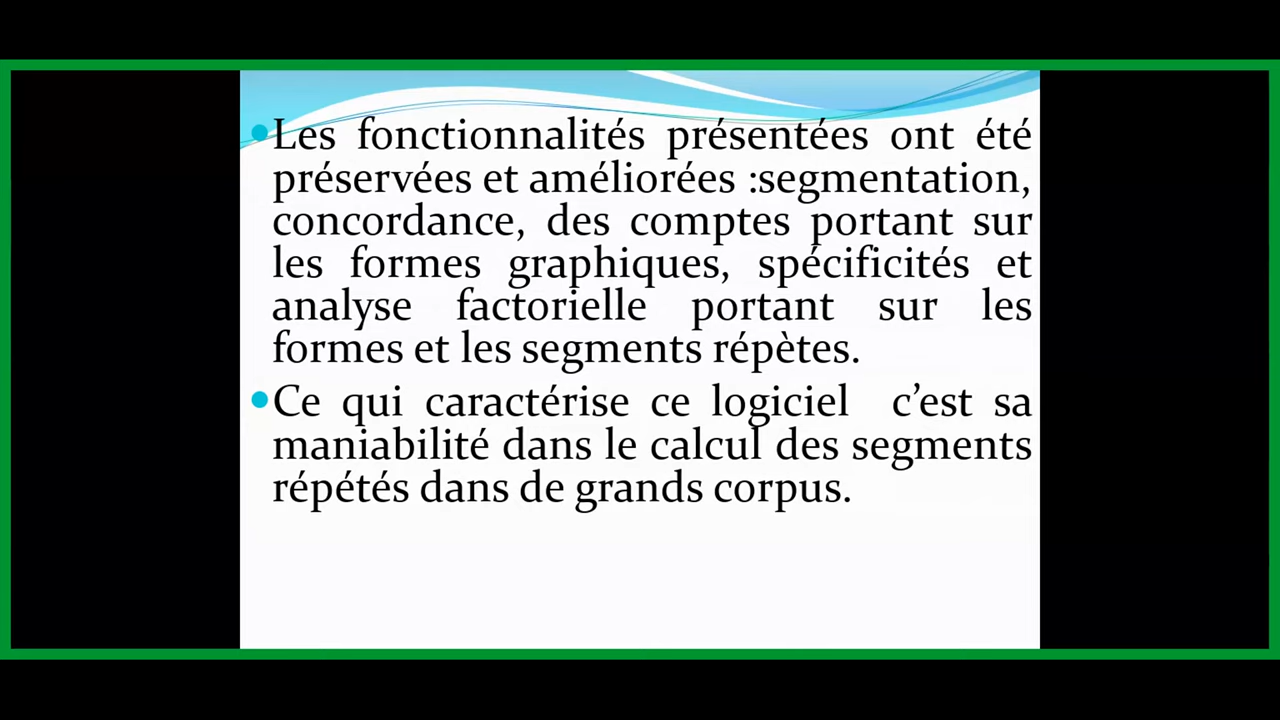 Les fonctionnalités présentées ont été
préservées et améliorées :segmentation,
concordance, des comptes portant sur
les formes graphiques, spécificités et
analyse factorielle portant sur les
formes et les segments répètes.
Ce qui caractérise ce logiciel c’est sa
maniabilité dans le calcul des segments
répétés dans de grands corpus.